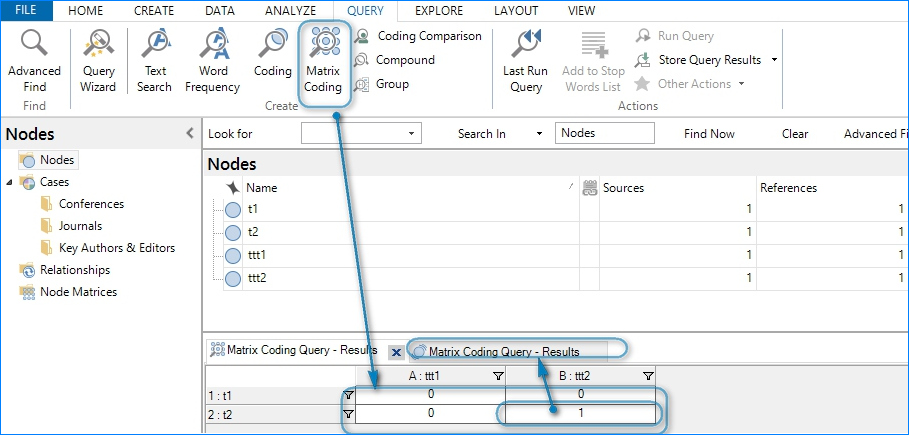 FILE HOME CREATE DATA ANALYZE QUERY EXPLORE LAYOUT VIEW
Advanced Find
Query Wizard
Text Search
Word Frequency
Coding
Matrix Coding
Coding Comparison
Compound
Group
Last Run Query
Add to Stop Words List
Run Query
Store Query Results
Other Actions
Find Create Actions
Nodes
Nodes
Cases
Conferences
Journals
Key Authors & Editors
Relationships
Node Matrices
Look for Search In Nodes Find Now Clear Advanced Fi
Nodes
Name Sources References
t1 1 1
t2 1 1
ttt1 1 1
ttt2 1 1
Matrix Coding Query - Results Matrix Coding Query - Results
A : ttt1 B : ttt2
1 : t1 0 0
2 : t2 0 1